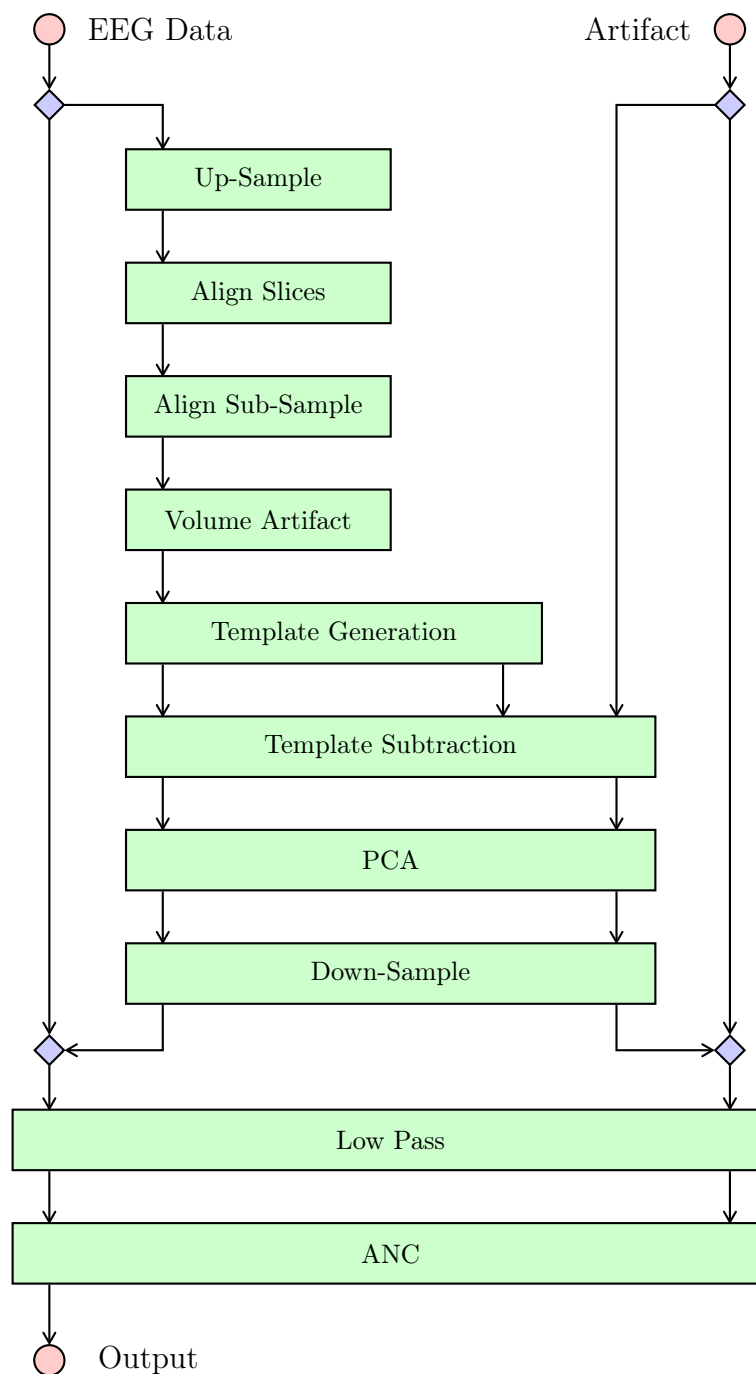 EEG Data
Artifact
Up-Sample
Align Slices
Align Sub-Sample
Volume Artifact
Template Generation
Template Subtraction
PCA
Down-Sample
Low Pass
ANC
Output